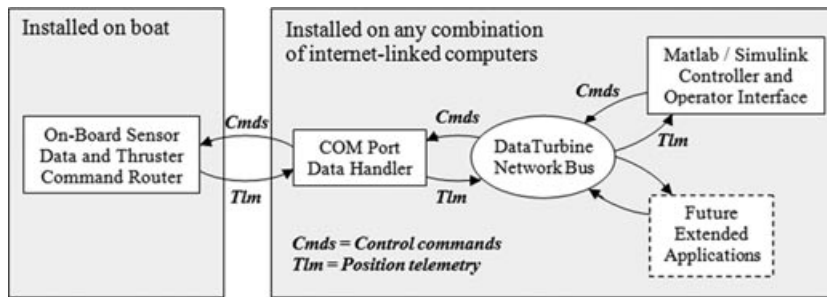 Installed on boat
Installed on any combination
of internet-linked computers
On-Board Sensor
Data and Thruster
Command Router
Cmds
Tlm
COM Port
Data Handler
Cmds
Tlm
DataTurbine
Network Bus
Cmds
Tlm
Matlab / Simulink
Controller and
Operator Interface
Future
Extended
Applications
Cmds = Control commands
Tlm = Position telemetry